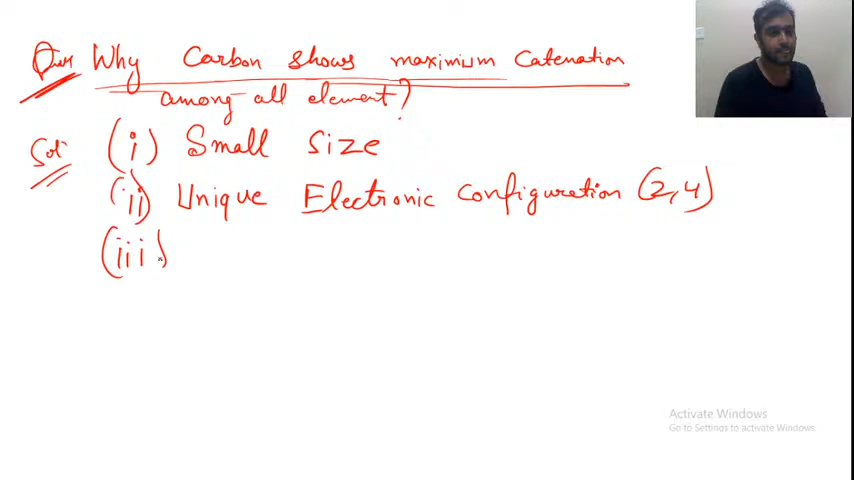 Ques Why Carbon shows maximum Catenation
among all element?
Sol: (i) Small size
(ii) Unique Electronic configuration (2,4)
(iii)
Activate Windows
Go to Settings to activate Windows.